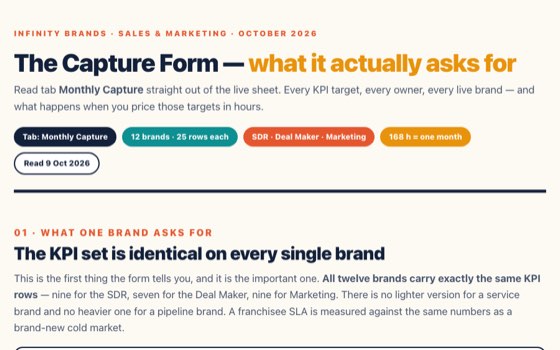 INFINITY BRANDS · SALES & MARKETING · OCTOBER 2026
The Capture Form — what it actually asks for
Read tab Monthly Capture straight out of the live sheet. Every KPI target, every owner, every live brand — and
what happens when you price those targets in hours.
Tab: Monthly Capture
12 brands · 25 rows each
SDR · Deal Maker · Marketing
168 h = one month
Read 9 Oct 2026
01 · WHAT ONE BRAND ASKS FOR
The KPI set is identical on every single brand
This is the first thing the form tells you, and it is the important one. All twelve brands carry exactly the same KPI
rows — nine for the SDR, seven for the Deal Maker, nine for Marketing. There is no lighter version for a service
brand and no heavier one for a pipeline brand. A franchisee SLA is measured against the same numbers as a
brand-new cold market.